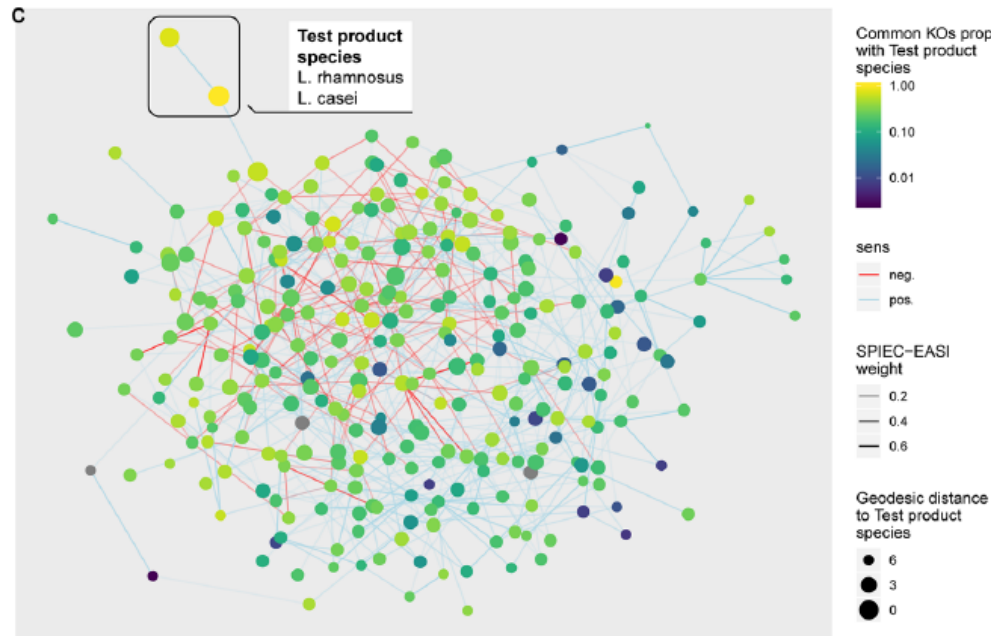 C
Test product
species
L. rhamnosus
L. casei
Common KOs prop
with Test product
species
1.00
0.10
0.01
sens
neg.
pos.
SPIEC-EASI
weight
0.2
0.4
0.6
Geodesic distance
to Test product
species
6
3
0